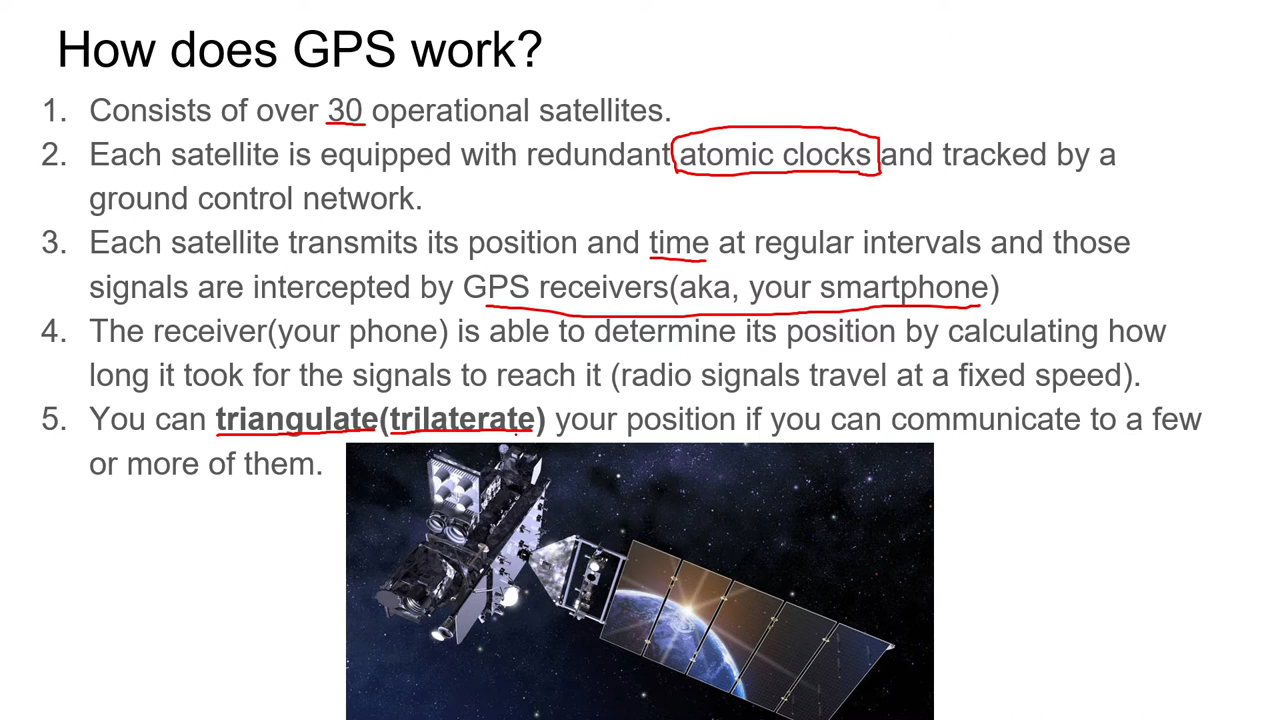 How does GPS work?
1. Consists of over 30 operational satellites.
2. Each satellite is equipped with redundant atomic clocks and tracked by a
ground control network.
3. Each satellite transmits its position and time at regular intervals and those
signals are intercepted by GPS receivers(aka, your smartphone)
4. The receiver(your phone) is able to determine its position by calculating how
long it took for the signals to reach it (radio signals travel at a fixed speed).
5. You can triangulate(trilaterate) your position if you can communicate to a few
or more of them.